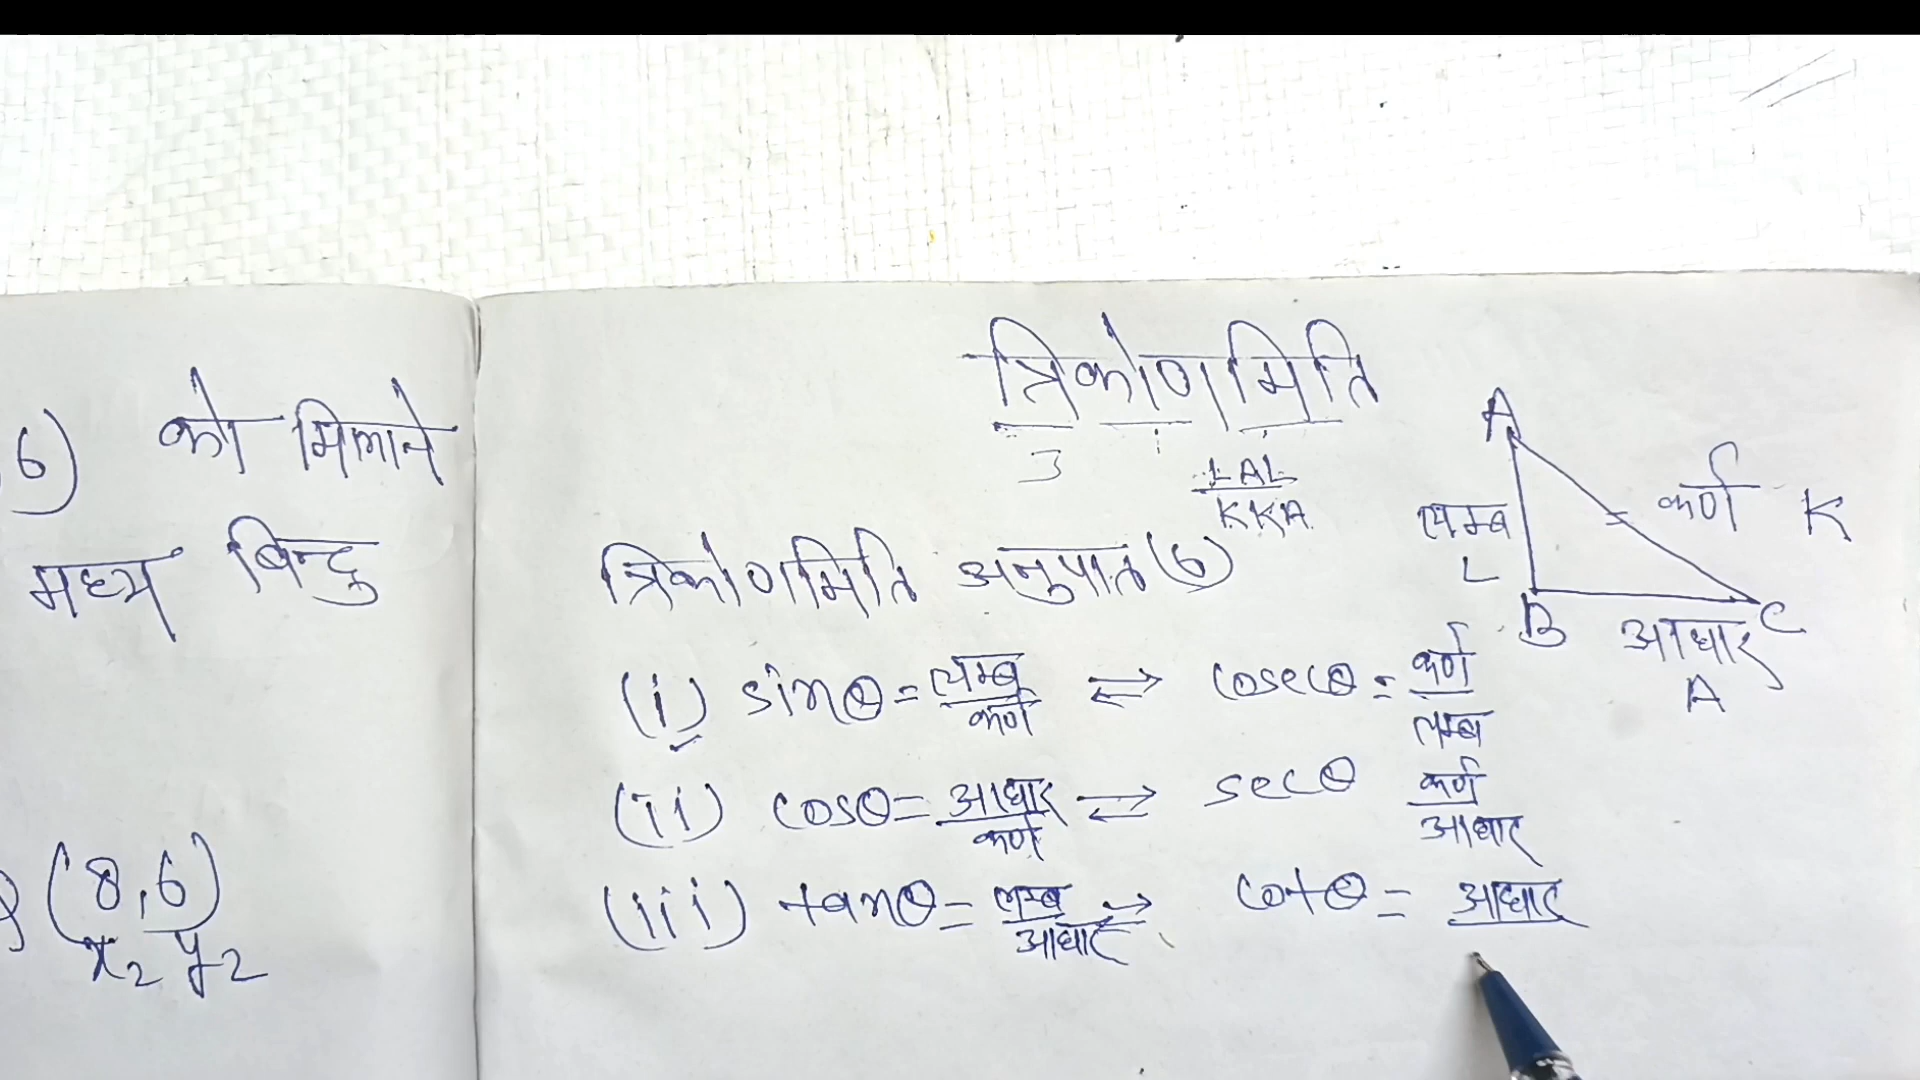 6) को मिलाने
मध्य बिन्दु
(8,6)
x₂ y₂
त्रिकोणमिति
3
LAL
KKA
त्रिकोणमिति अनुपात (6)
A
लम्ब
L
कर्ण K
B
C
आधार
A
(i) sinθ = लम्ब/कर्ण ⇌ cosecθ = कर्ण/लम्ब
(ii) cosθ = आधार/कर्ण ⇌ secθ कर्ण/आधार
(iii) tanθ = लम्ब/आधार ⇌ cotθ = आधार